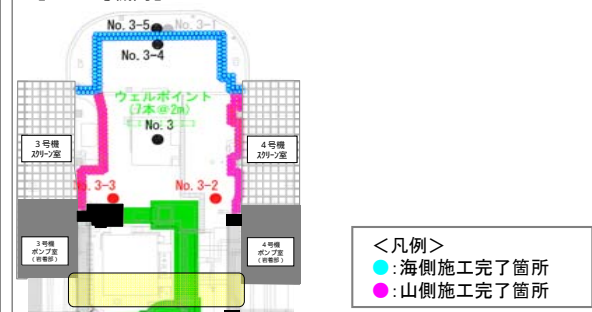 No. 3-5
No. 3-1
No. 3-4
ウェルポイント
(7本@2m)
No. 3
3号機
スクリーン室
4号機
スクリーン室
No. 3-3
No. 3-2
3号機
ポンプ室
(岩着部)
4号機
ポンプ室
(岩着部)
<凡例>
●:海側施工完了箇所
●:山側施工完了箇所